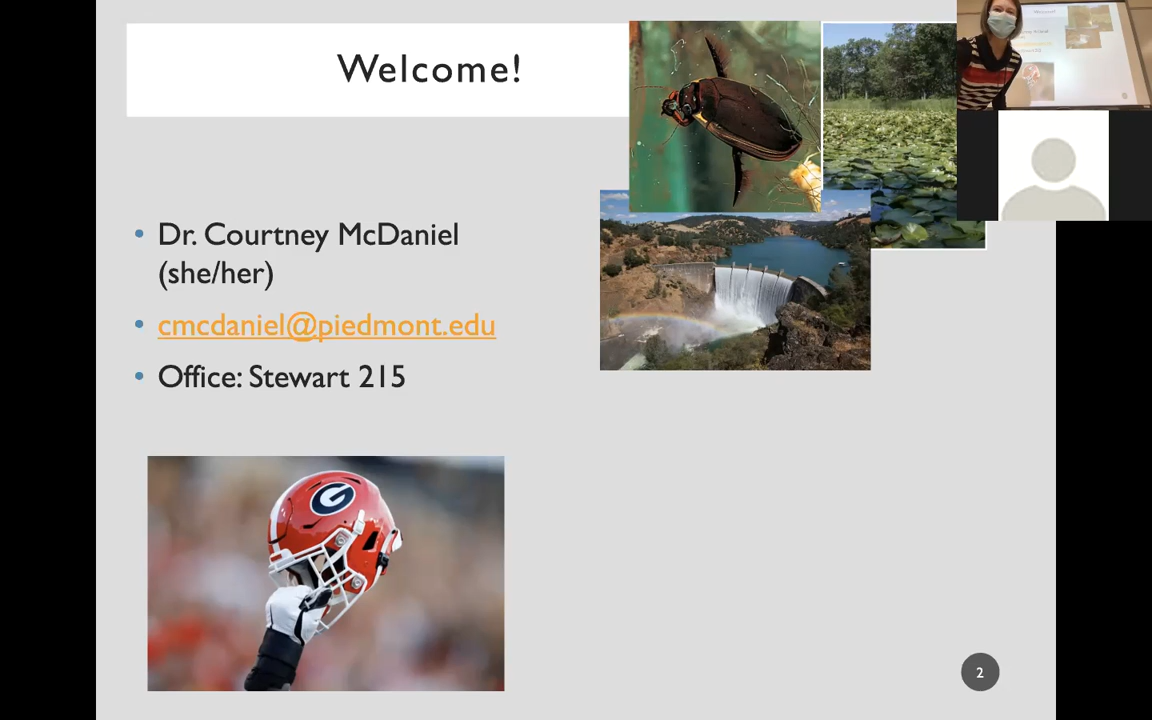 Welcome!
Dr. Courtney McDaniel
(she/her)
cmcdaniel@piedmont.edu
Office: Stewart 215
G
2